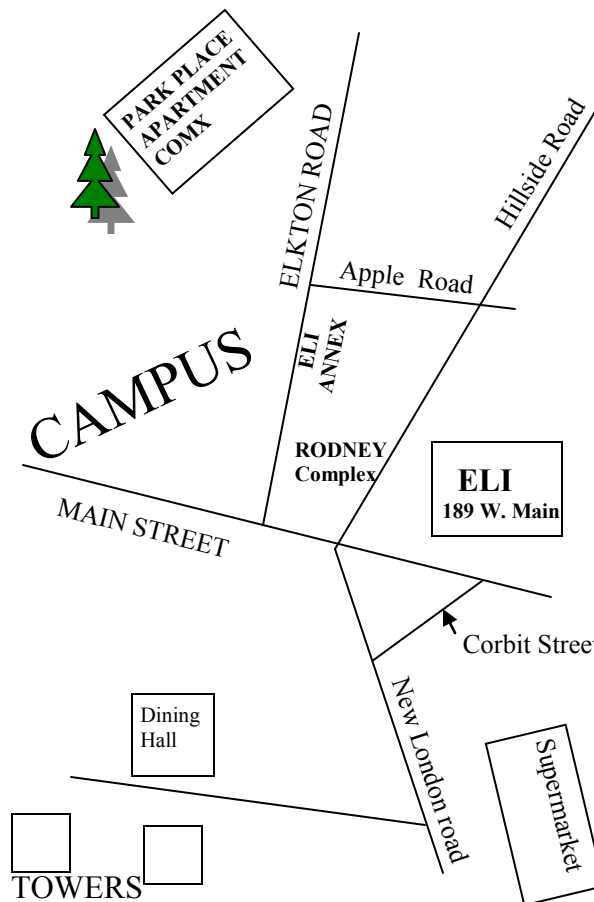 PARK PLACE
APARTMENT
COMX
ELKTON ROAD
Hillside Road
Apple Road
ELI
ANNEX
CAMPUS
RODNEY
Complex
ELI
189 W. Main
MAIN STREET
Corbit Street
New London road
Dining
Hall
Supermarket
TOWERS